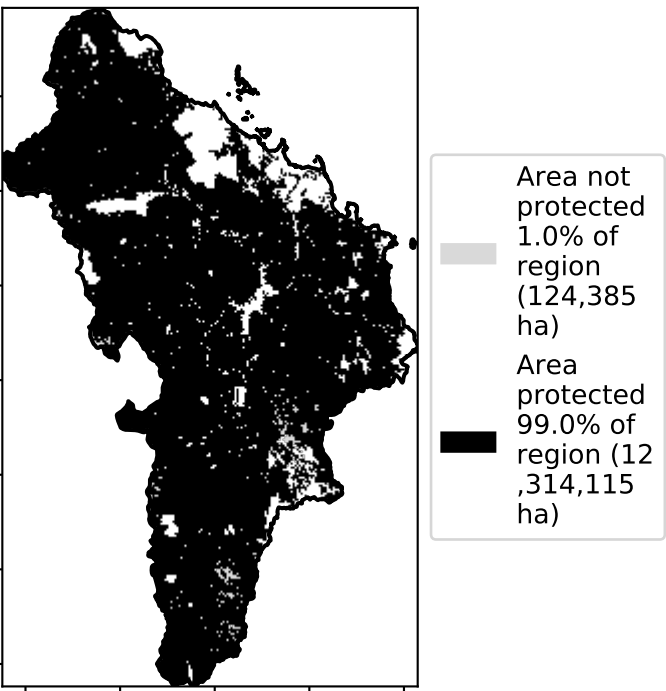 Area not
protected
1.0% of
region
(124,385
ha)
Area
protected
99.0% of
region (12
,314,115
ha)